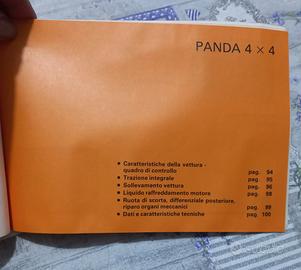 PANDA 4 × 4
• Caratteristiche della vettura -
quadro di controllo pag. 94
• Trazione integrale pag. 95
• Sollevamento vettura pag. 96
• Liquido raffreddamento motore pag. 98
• Ruota di scorta, differenziale posteriore,
riparo organi meccanici pag. 99
• Dati e caratteristiche tecniche pag. 100